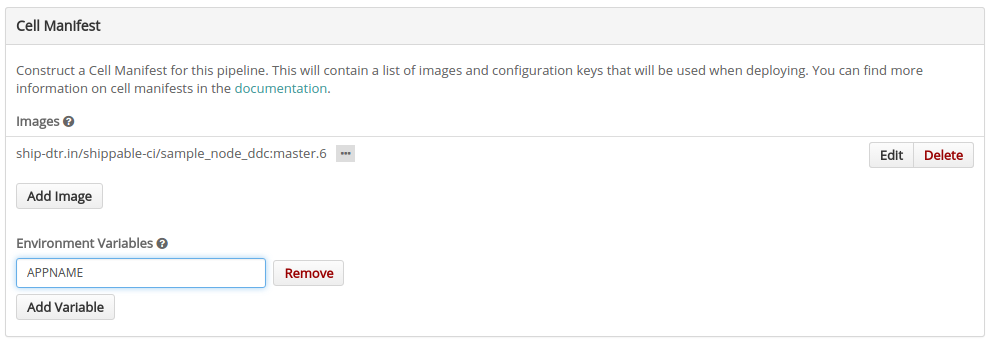 Cell Manifest
Construct a Cell Manifest for this pipeline. This will contain a list of images and configuration keys that will be used when deploying. You can find more
information on cell manifests in the documentation.
Images ?
ship-dtr.in/shippable-ci/sample_node_ddc:master.6 ••• Edit Delete
Add Image
Environment Variables ?
APPNAME Remove
Add Variable